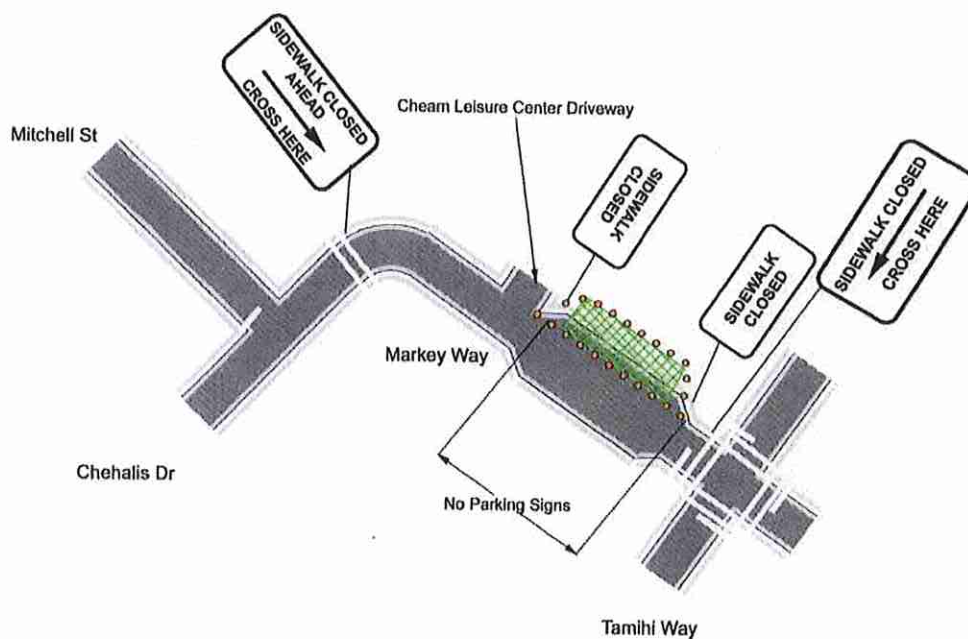 SIDEWALK CLOSED
AHEAD
CROSS HERE
Cheam Leisure Center Driveway
Mitchell St
SIDEWALK
CLOSED
SIDEWALK CLOSED
CROSS HERE
SIDEWALK
CLOSED
Markey Way
Chehalis Dr
No Parking Signs
Tamihi Way